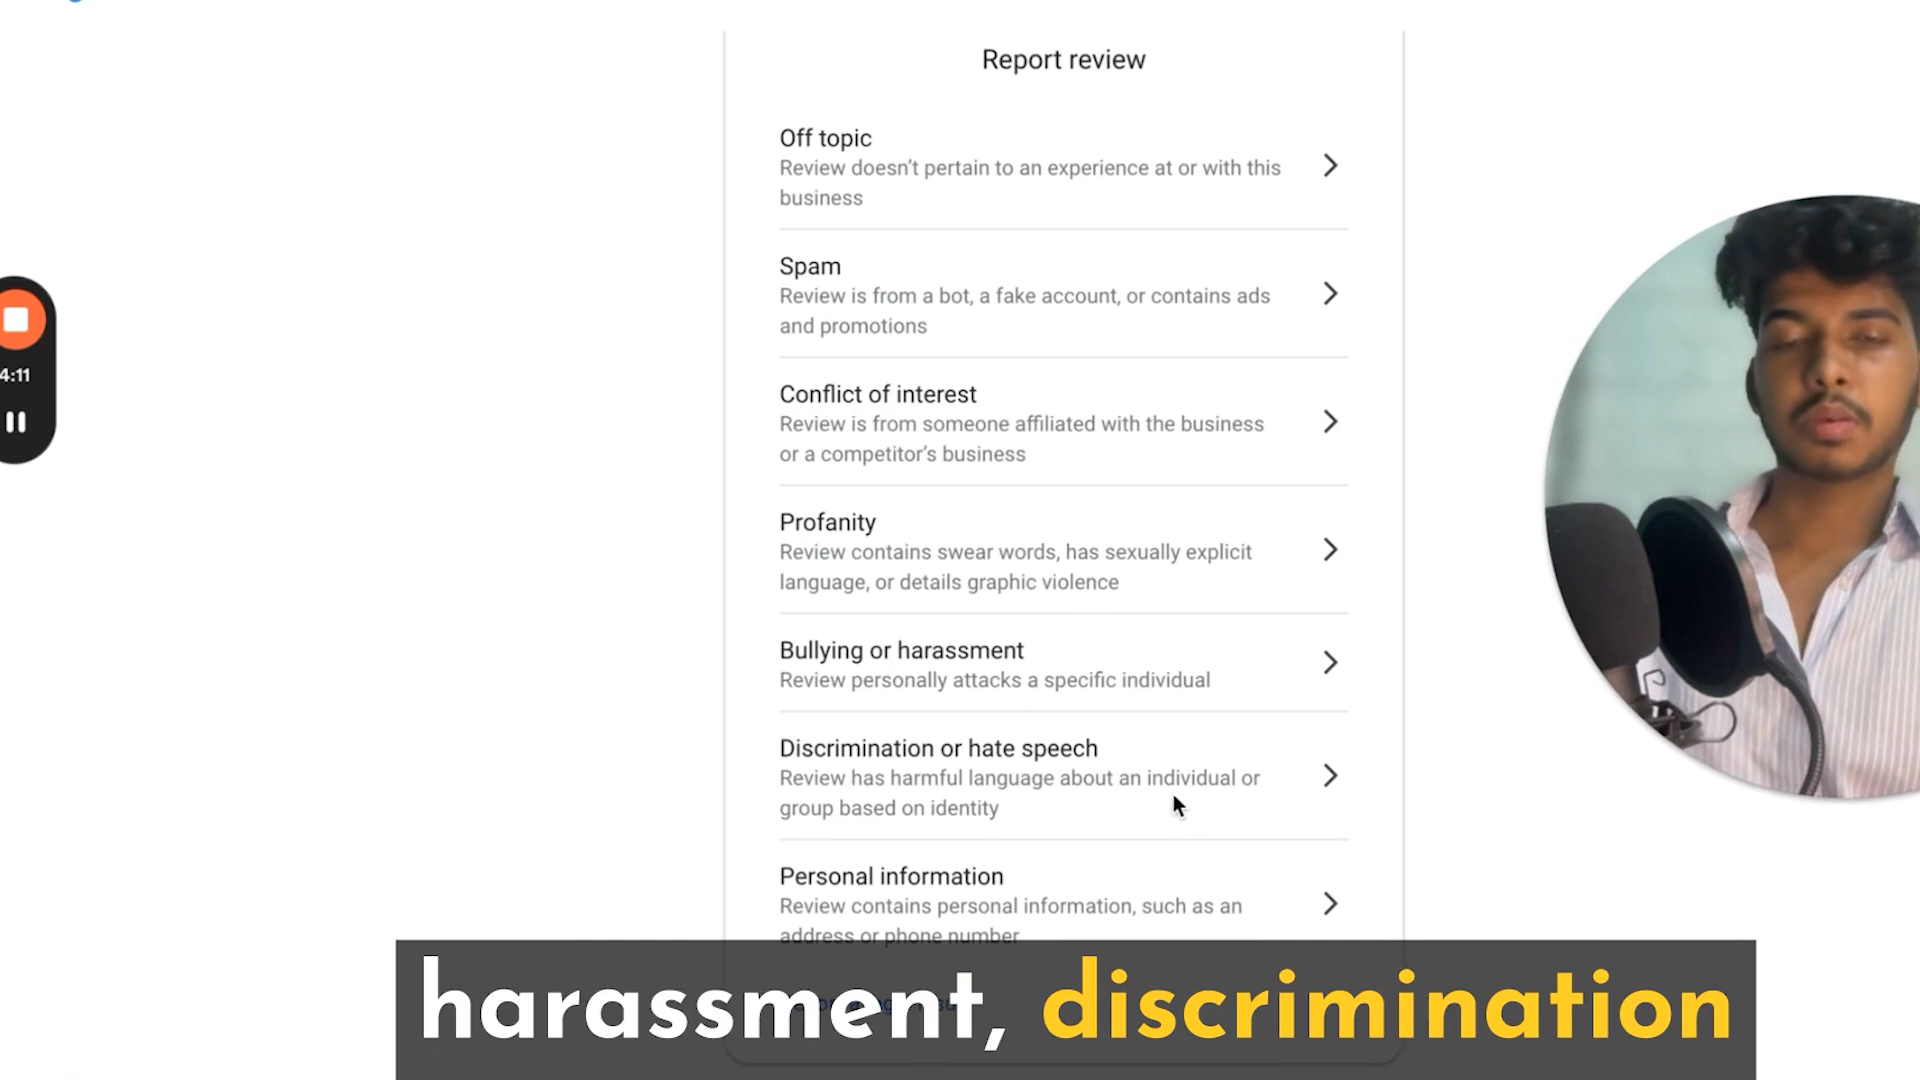 Report review
Off topic
Review doesn't pertain to an experience at or with this
business
Spam
Review is from a bot, a fake account, or contains ads
and promotions
Conflict of interest
Review is from someone affiliated with the business
or a competitor's business
Profanity
Review contains swear words, has sexually explicit
language, or details graphic violence
Bullying or harassment
Review personally attacks a specific individual
Discrimination or hate speech
Review has harmful language about an individual or
group based on identity
Personal information
Review contains personal information, such as an
address or phone number
4:11
harassment, discrimination